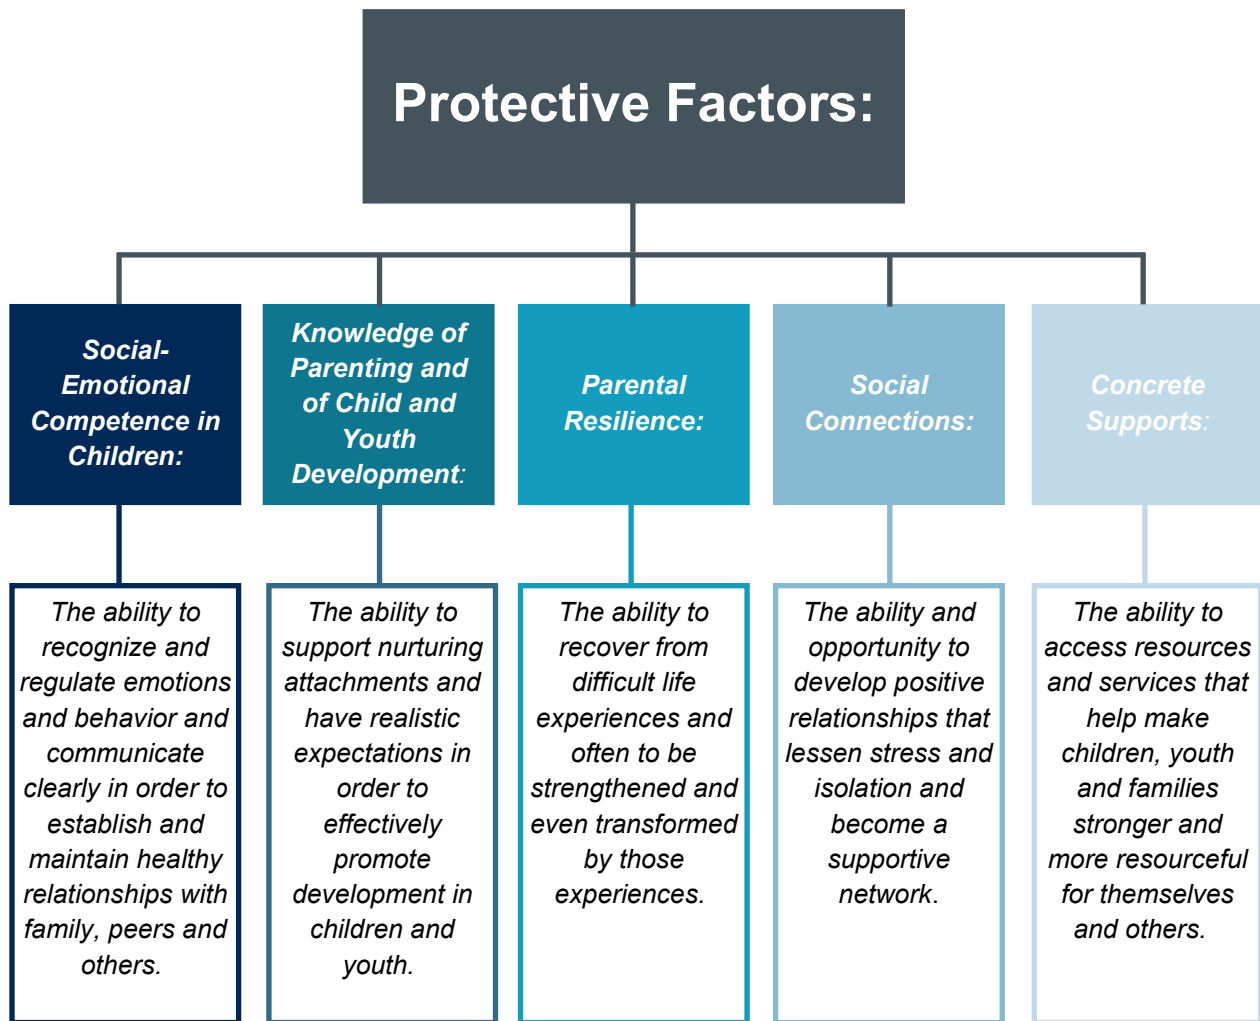 Protective Factors:
Social-
Emotional
Competence in
Children:
Knowledge of
Parenting and
of Child and
Youth
Development:
Parental
Resilience:
Social
Connections:
Concrete
Supports:
The ability to
recognize and
regulate emotions
and behavior and
communicate
clearly in order to
establish and
maintain healthy
relationships with
family, peers and
others.
The ability to
support nurturing
attachments and
have realistic
expectations in
order to
effectively
promote
development in
children and
youth.
The ability to
recover from
difficult life
experiences and
often to be
strengthened and
even transformed
by those
experiences.
The ability and
opportunity to
develop positive
relationships that
lessen stress and
isolation and
become a
supportive
network.
The ability to
access resources
and services that
help make
children, youth
and families
stronger and
more resourceful
for themselves
and others.